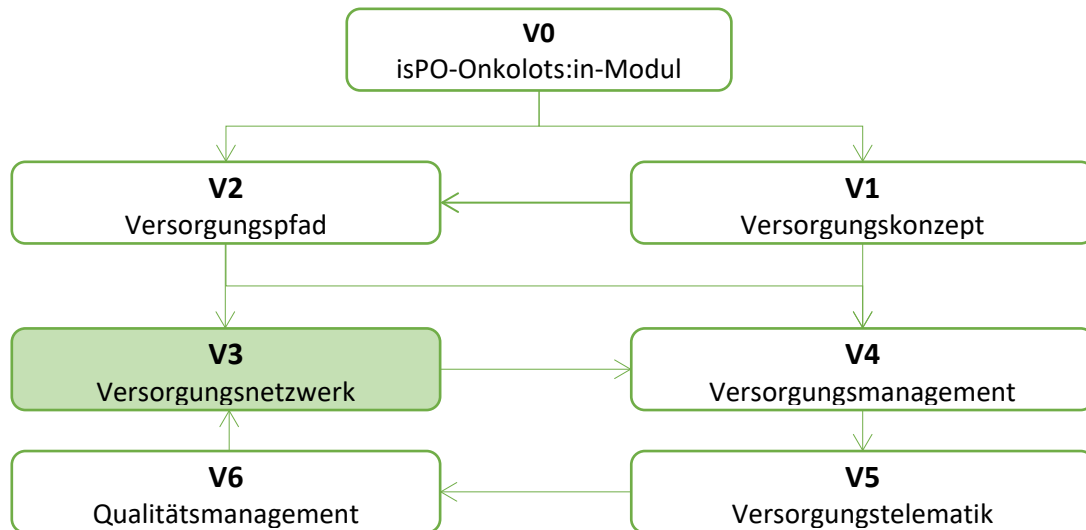 V0
isPO-Onkolots:in-Modul
V2
Versorgungspfad
V1
Versorgungskonzept
V3
Versorgungsnetzwerk
V4
Versorgungsmanagement
V6
Qualitätsmanagement
V5
Versorgungstelematik